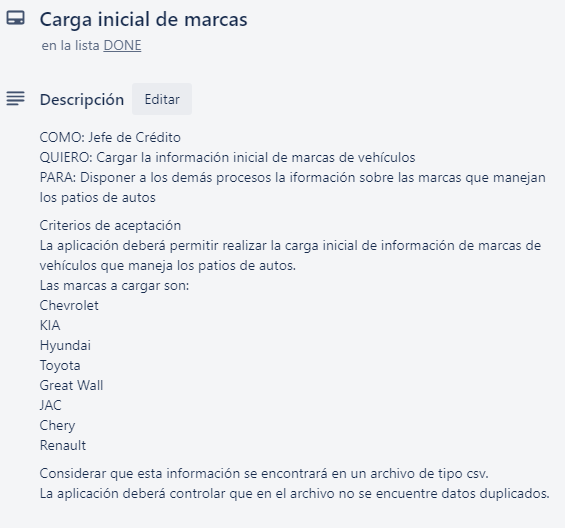 Carga inicial de marcas
en la lista DONE
Descripción Editar
COMO: Jefe de Crédito
QUIERO: Cargar la información inicial de marcas de vehículos
PARA: Disponer a los demás procesos la iformación sobre las marcas que manejan
los patios de autos
Criterios de aceptación
La aplicación deberá permitir realizar la carga inicial de información de marcas de
vehículos que maneja los patios de autos.
Las marcas a cargar son:
Chevrolet
KIA
Hyundai
Toyota
Great Wall
JAC
Chery
Renault
Considerar que esta información se encontrará en un archivo de tipo csv.
La aplicación deberá controlar que en el archivo no se encuentre datos duplicados.